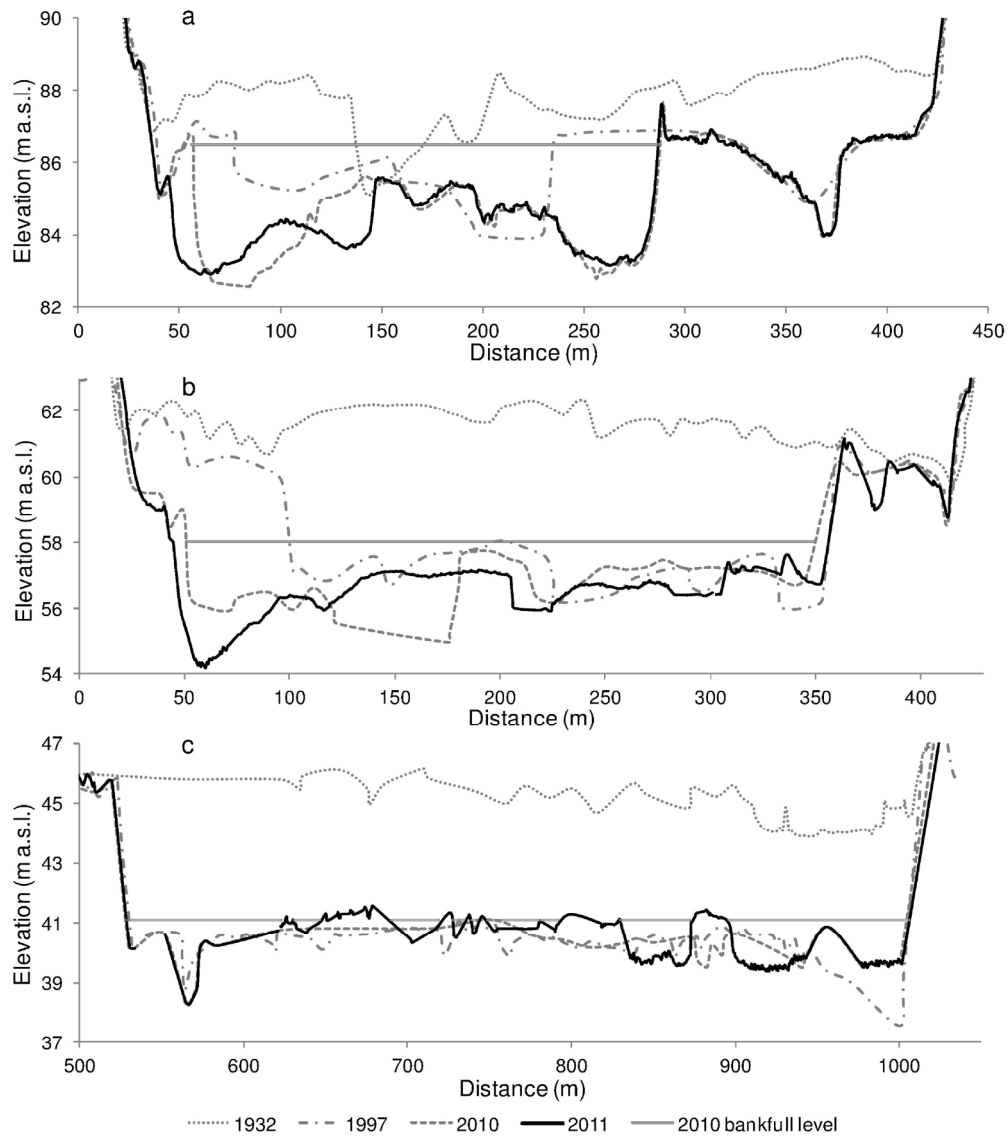 a
90
88
86
84
82
Elevation (m a.s.l.)
0 50 100 150 200 250 300 350 400 450
Distance (m)
b
62
60
58
56
54
Elevation (m a.s.l.)
0 50 100 150 200 250 300 350 400
Distance (m)
c
47
45
43
41
39
37
Elevation (m a.s.l.)
500 600 700 800 900 1000
Distance (m)
1932 1997 2010 2011 2010 bankfull level